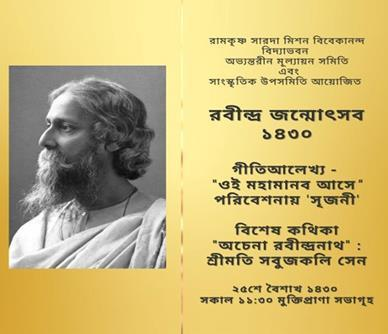 রামকৃষ্ণ সারদা মিশন বিবেকানন্দ
বিদ্যাভবন
অভ্যন্তরীন মূল্যায়ন সমিতি
এবং
সাংস্কৃতিক উপসমিতি আয়োজিত
রবীন্দ্র জন্মোৎসব
১৪৩০
গীতিআলেখ্য -
"ওই মহামানব আসে"
পরিবেশনায় 'সৃজনী'
বিশেষ কথিকা
"অচেনা রবীন্দ্রনাথ" :
শ্রীমতি সবুজকলি সেন
২৫শে বৈশাখ ১৪৩০
সকাল ১১:৩০ মুক্তিপ্রাণা সভাগৃহ